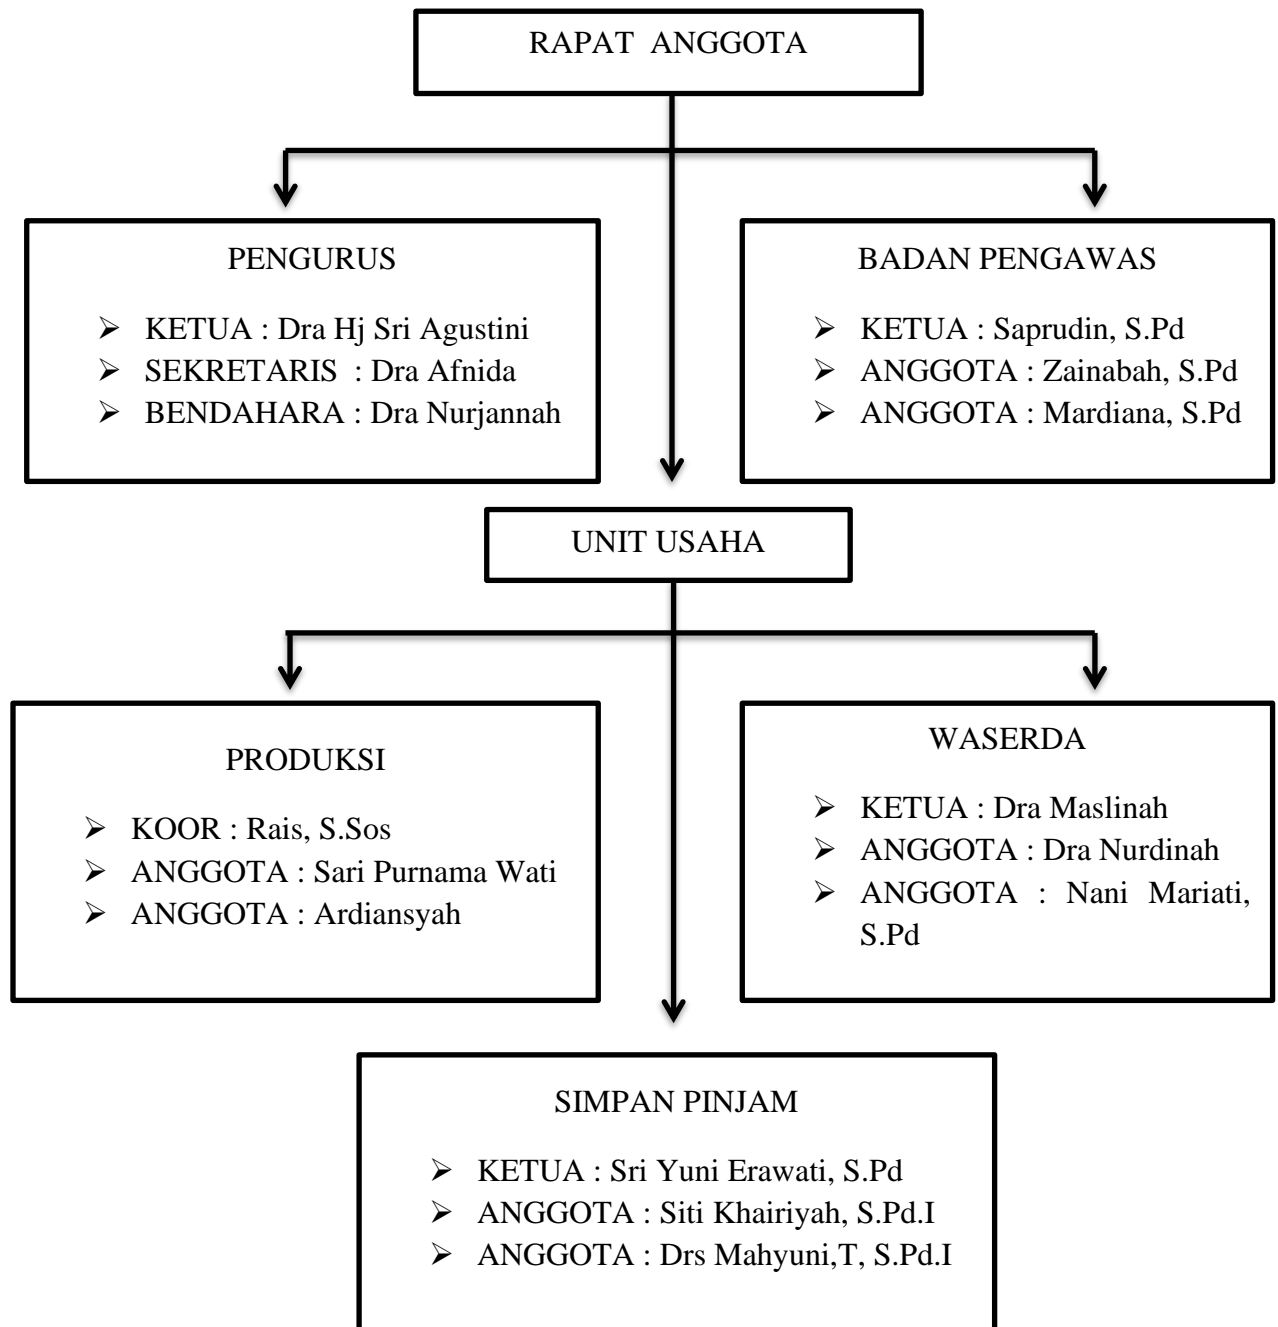 RAPAT ANGGOTA
PENGURUS
➢ KETUA : Dra Hj Sri Agustini
➢ SEKRETARIS : Dra Afnida
➢ BENDAHARA : Dra Nurjannah
BADAN PENGAWAS
➢ KETUA : Saprudin, S.Pd
➢ ANGGOTA : Zainabah, S.Pd
➢ ANGGOTA : Mardiana, S.Pd
UNIT USAHA
PRODUKSI
➢ KOOR : Rais, S.Sos
➢ ANGGOTA : Sari Purnama Wati
➢ ANGGOTA : Ardiansyah
WASERDA
➢ KETUA : Dra Maslinah
➢ ANGGOTA : Dra Nurdinah
➢ ANGGOTA : Nani Mariati,
S.Pd
SIMPAN PINJAM
➢ KETUA : Sri Yuni Erawati, S.Pd
➢ ANGGOTA : Siti Khairiyah, S.Pd.I
➢ ANGGOTA : Drs Mahyuni,T, S.Pd.I